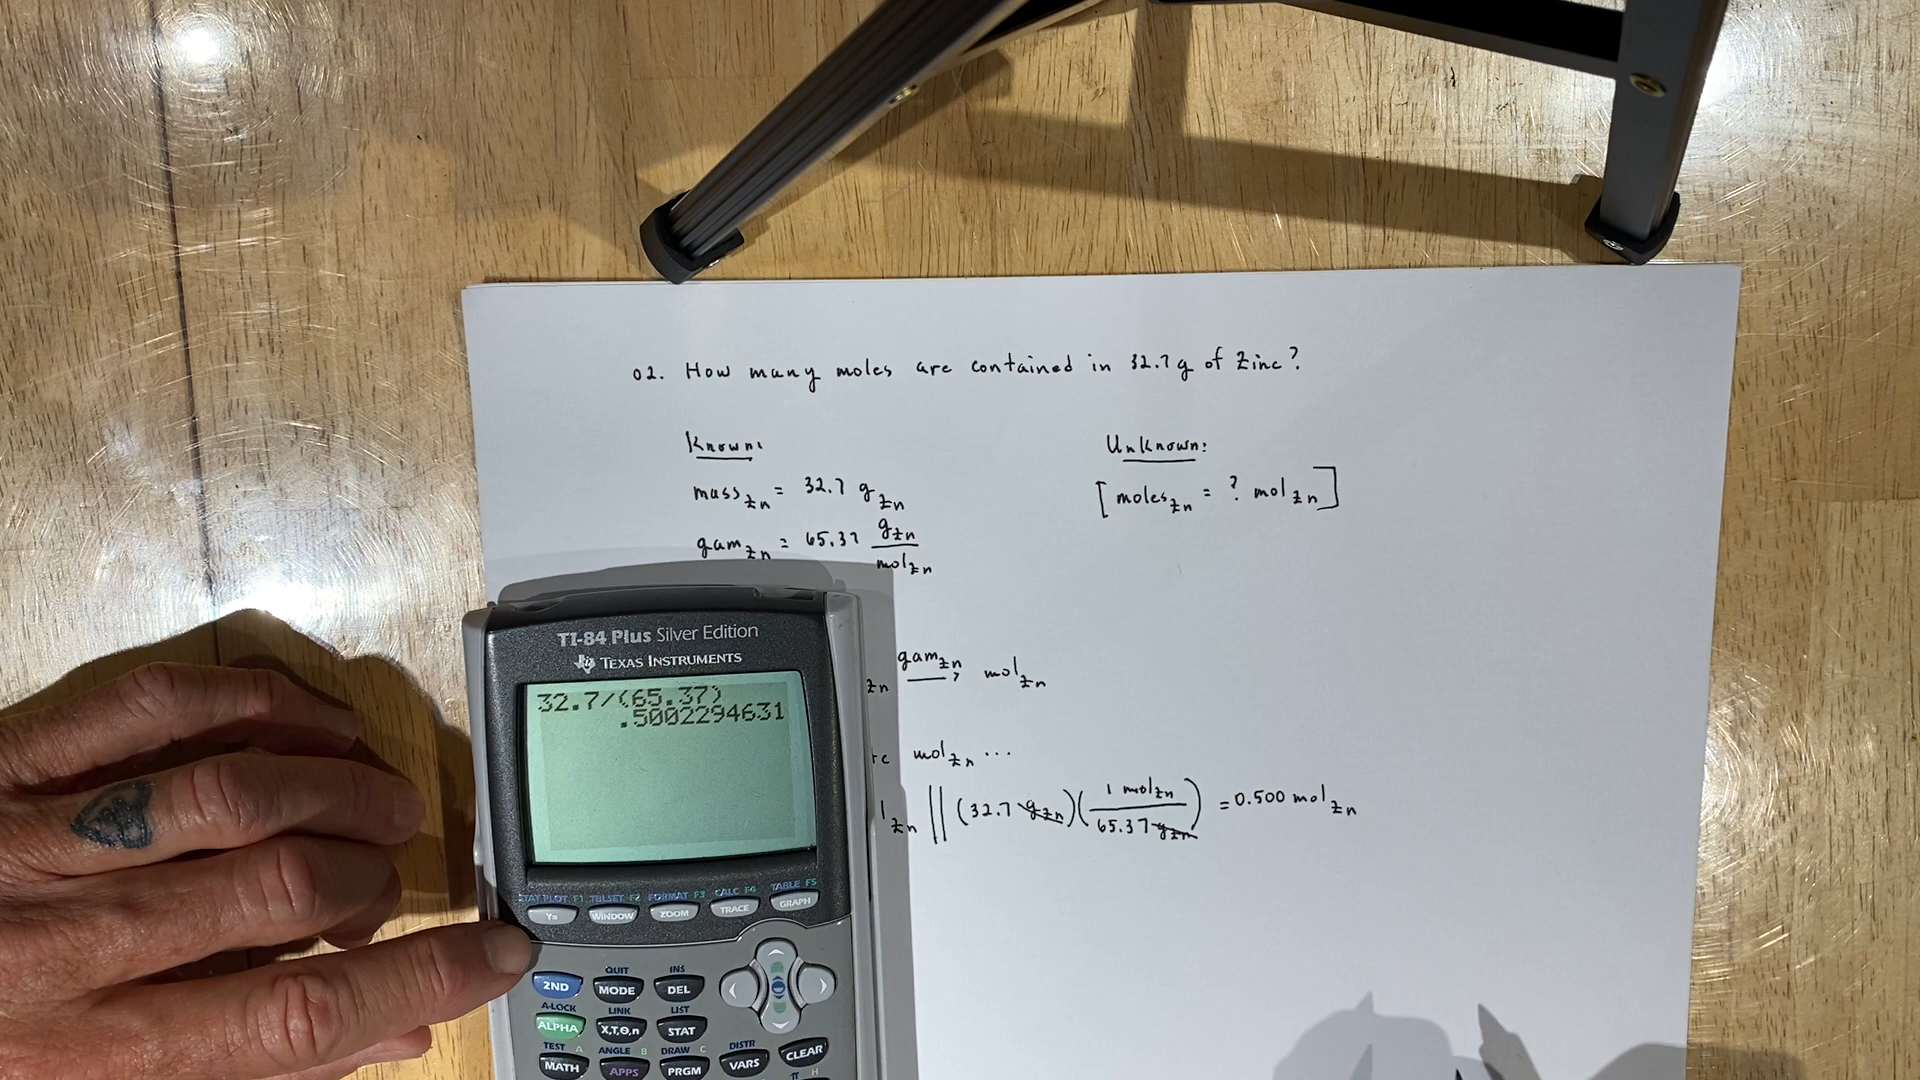 02. How many moles are contained in 32.7 g of Zinc?
Known:
Unknown:
mass Zn = 32.7 g Zn
[moles Zn = ? mol Zn]
gam Zn = 65.37 g Zn
mol Zn
TI-84 Plus Silver Edition
TEXAS INSTRUMENTS
32.7/(65.37)
.5002294631
Zn gam Zn → mol Zn
mol Zn ...
Zn || (32.7 g Zn)(1 mol Zn / 65.37 g Zn) = 0.500 mol Zn
STAT PLOT F1 TBLSET F2 FORMAT F3 CALC F4 TABLE F5
Y= WINDOW ZOOM TRACE GRAPH
QUIT INS
2ND MODE DEL
A-LOCK LINK LIST
ALPHA X,T,Θ,n STAT
TEST A ANGLE B DRAW C DISTR
MATH APPS PRGM VARS CLEAR
π H